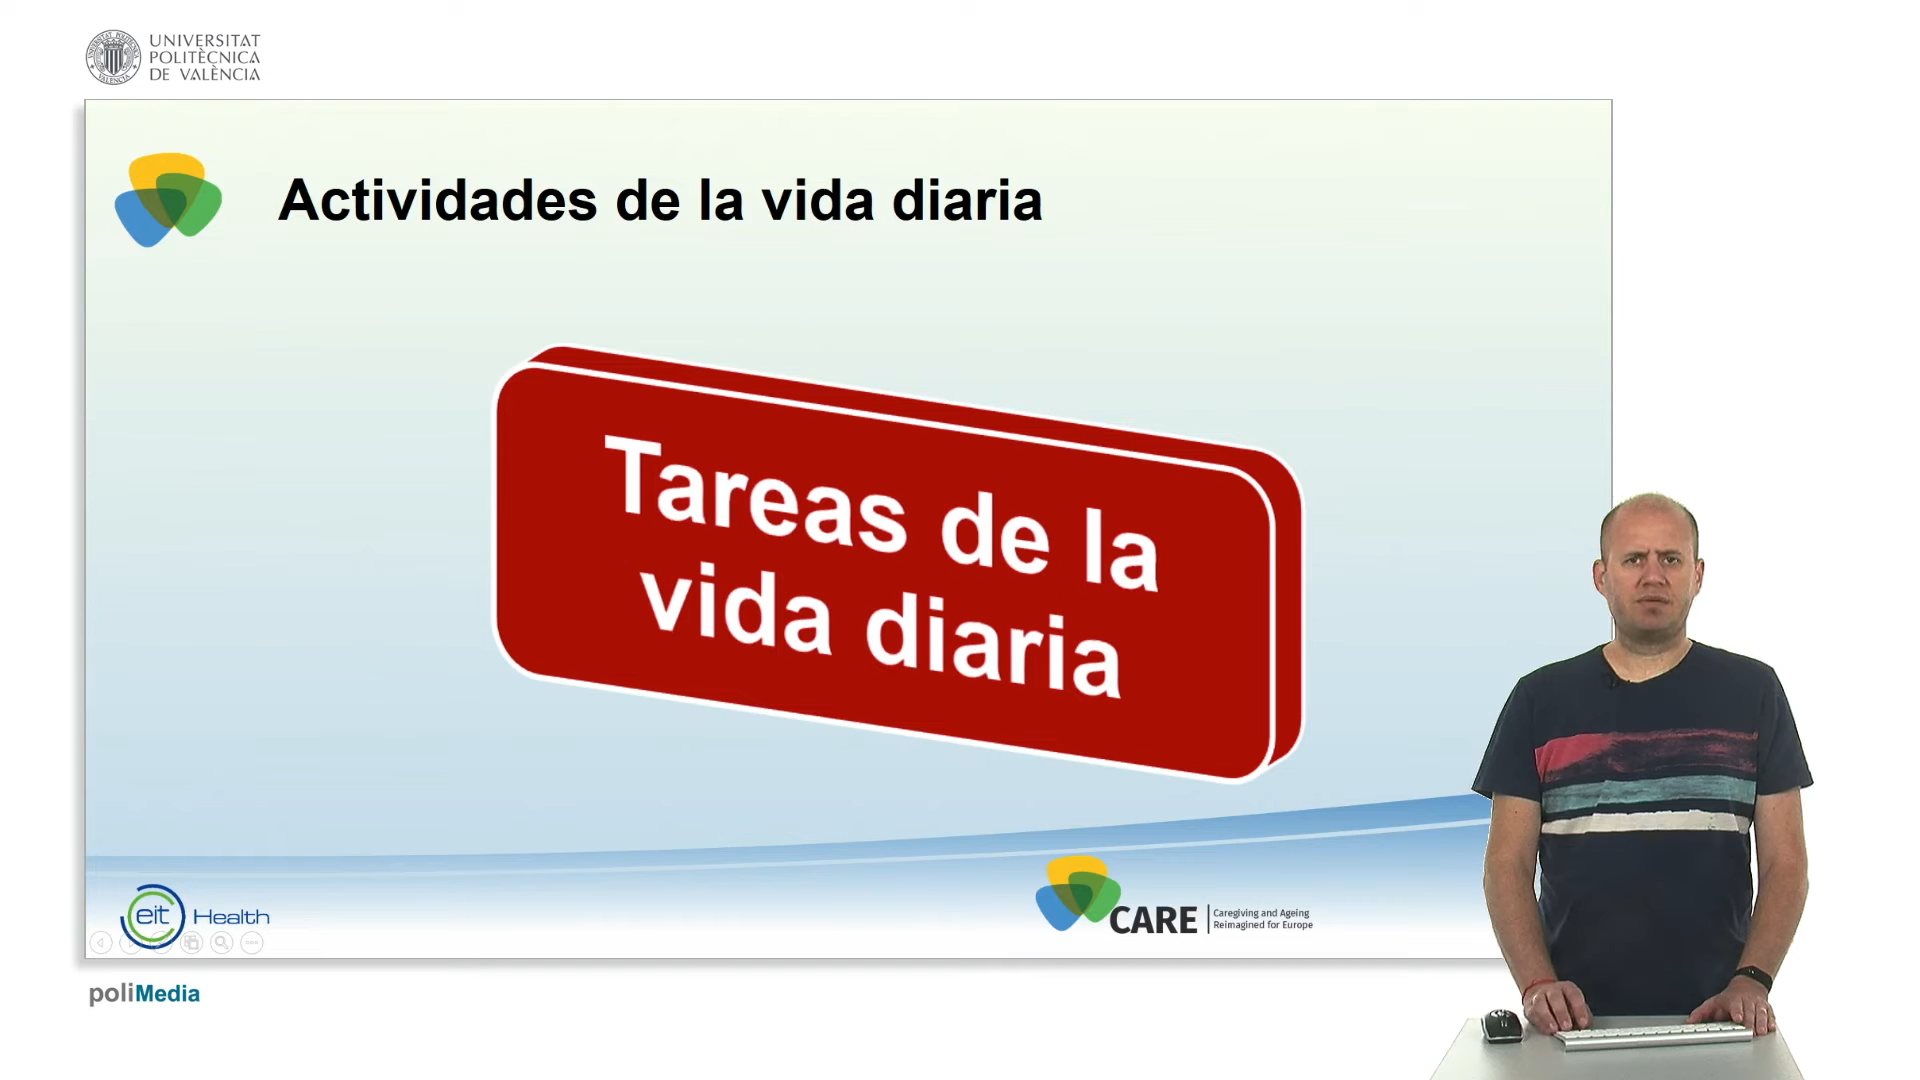 UNIVERSITAT
POLITÈCNICA
DE VALÈNCIA
Actividades de la vida diaria
Tareas de la
vida diaria
eit Health
CARE
Caregiving and Ageing
Reimagined for Europe
poliMedia